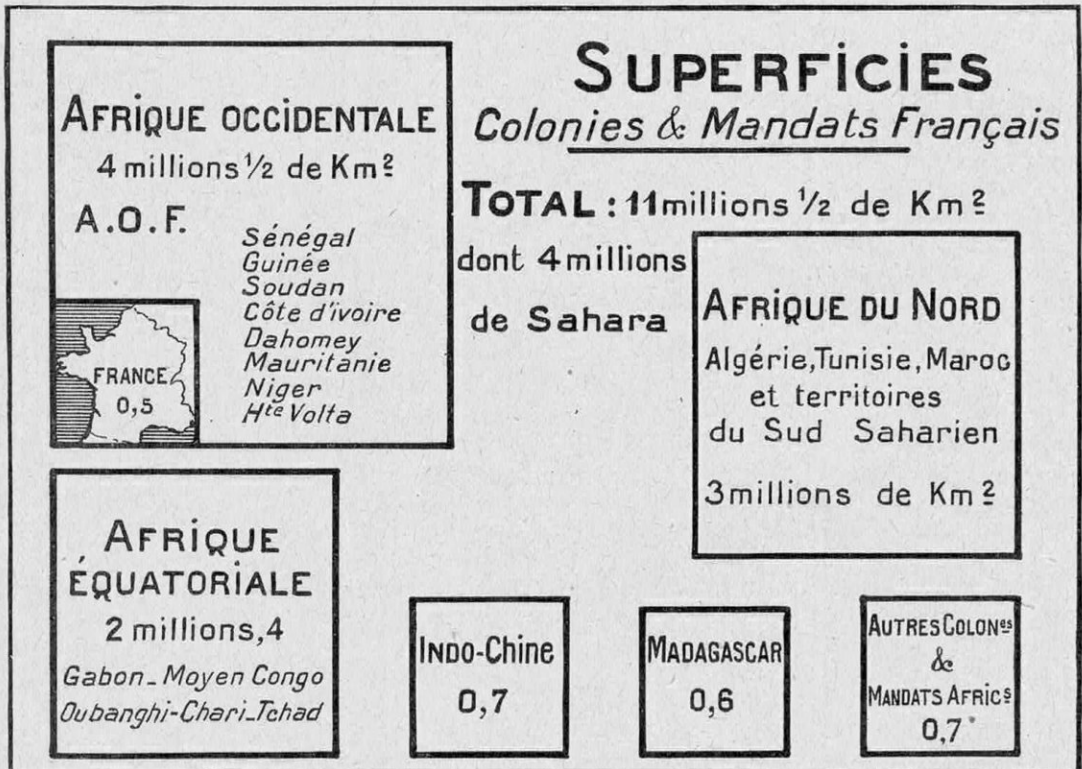 SUPERFICIES
Colonies & Mandats Français
TOTAL : 11 millions ½ de Km²
dont 4 millions
de Sahara
AFRIQUE OCCIDENTALE
4 millions ½ de Km²
A.O.F.
Sénégal
Guinée
Soudan
Côte d'ivoire
Dahomey
Mauritanie
Niger
Hte Volta
FRANCE
0,5
AFRIQUE DU NORD
Algérie, Tunisie, Maroc
et territoires
du Sud Saharien
3 millions de Km²
AFRIQUE
ÉQUATORIALE
2 millions,4
Gabon_Moyen Congo
Oubanghi-Chari_Tchad
INDO-Chine
0,7
MADAGASCAR
0,6
AUTRES COLONes
&
MANDATS AFRICs
0,7